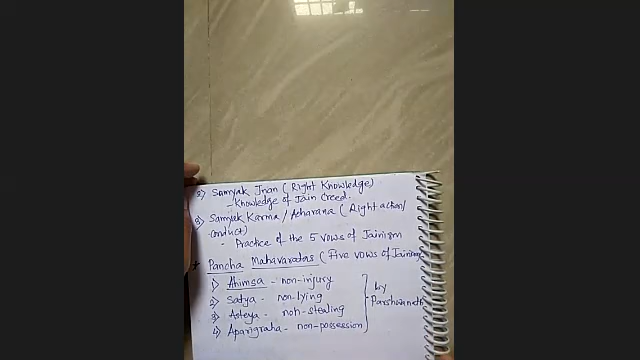 2) Samyak Jnan (Right Knowledge)
- Knowledge of Jain Creed.
3) Samyak Karma / Acharana (Right action/
conduct)
- Practice of the 5 vows of Jainism
* Pancha Mahavaratas (Five vows of Jainism
1) Ahimsa - non-injury
2) Satya - non-lying
3) Asteya - non-stealing
4) Aparigraha - non-possession
by
Parshwanath